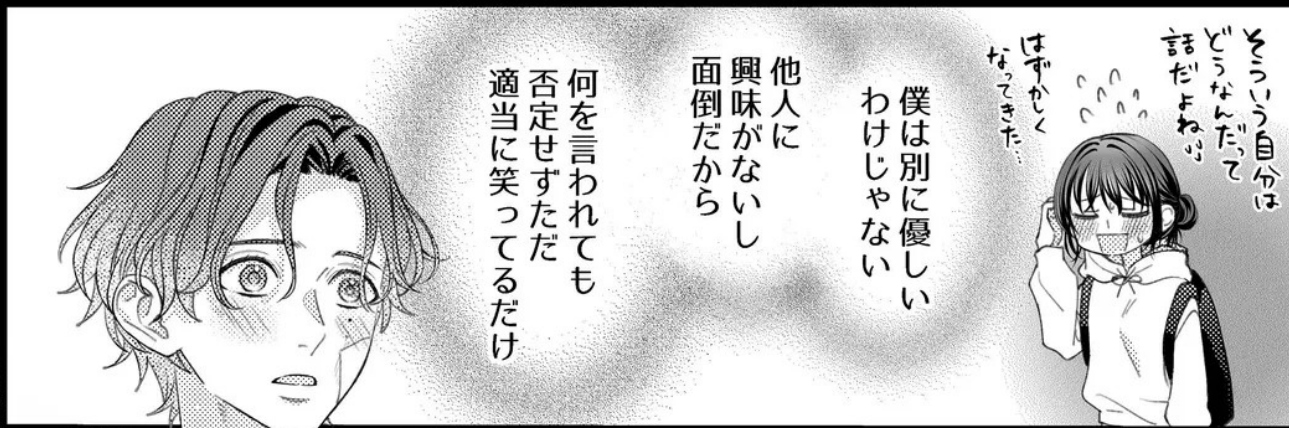 そういう自分は
どうなんだって
話だよね
はずかしく
なってきた…
僕は別に優しい
わけじゃない
他人に
興味がないし
面倒だから
何を言われても
否定せずただ
適当に笑ってるだけ